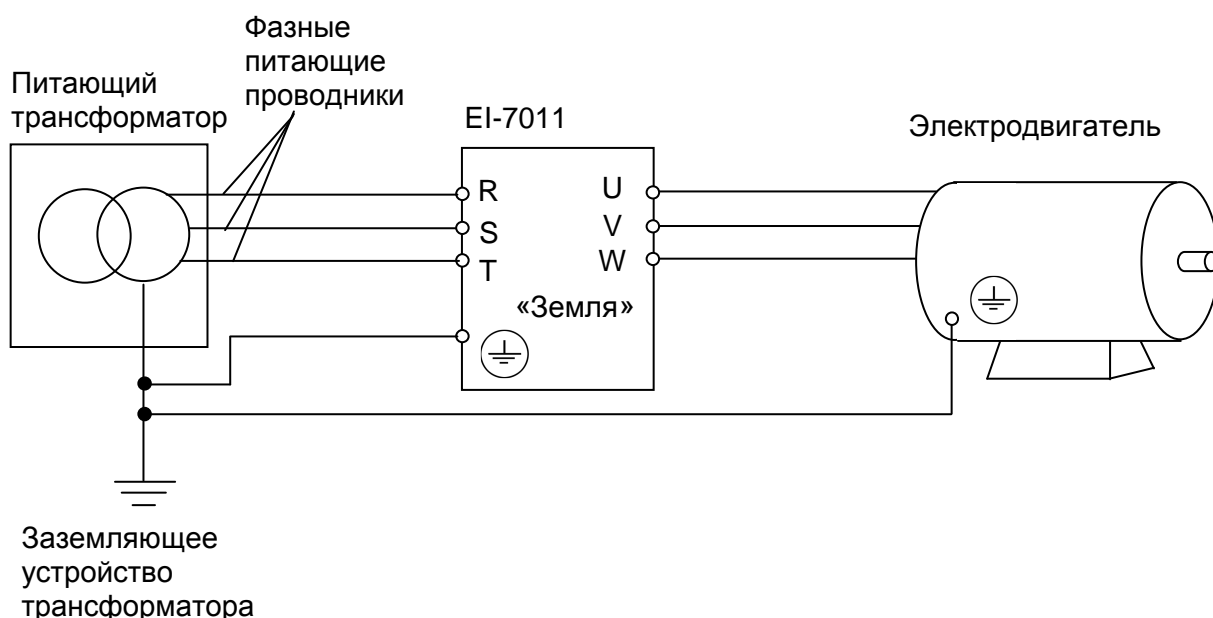 Фазные
питающие
проводники
Питающий
трансформатор
EI-7011
Электродвигатель
R
S
T
U
V
W
«Земля»
Заземляющее
устройство
трансформатора